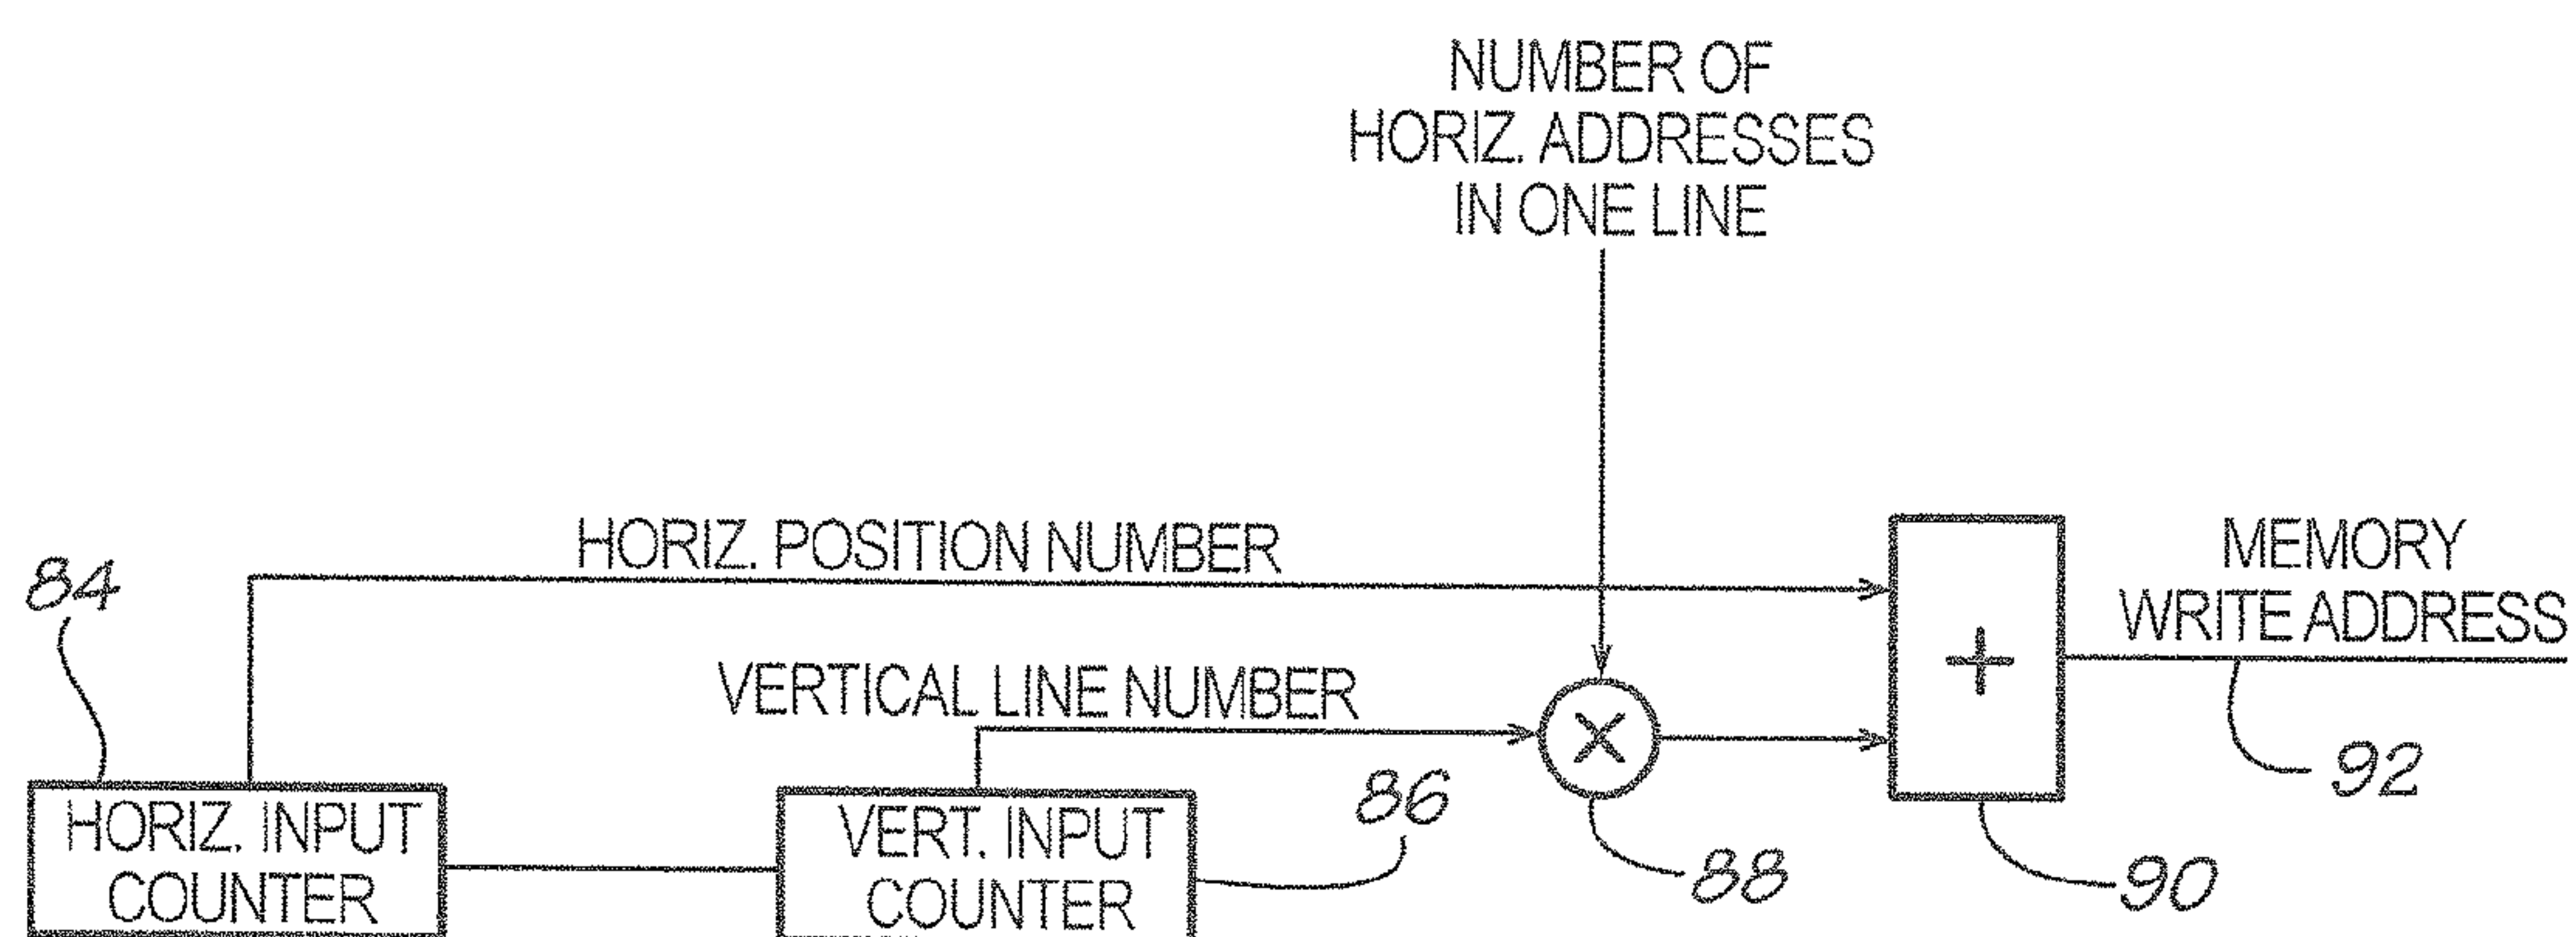 NUMBER OF
HORIZ. ADDRESSES
IN ONE LINE
HORIZ. POSITION NUMBER
MEMORY
WRITE ADDRESS
84
+
VERTICAL LINE NUMBER
X
92
86
HORIZ. INPUT
COUNTER
VERT. INPUT
COUNTER
88
90